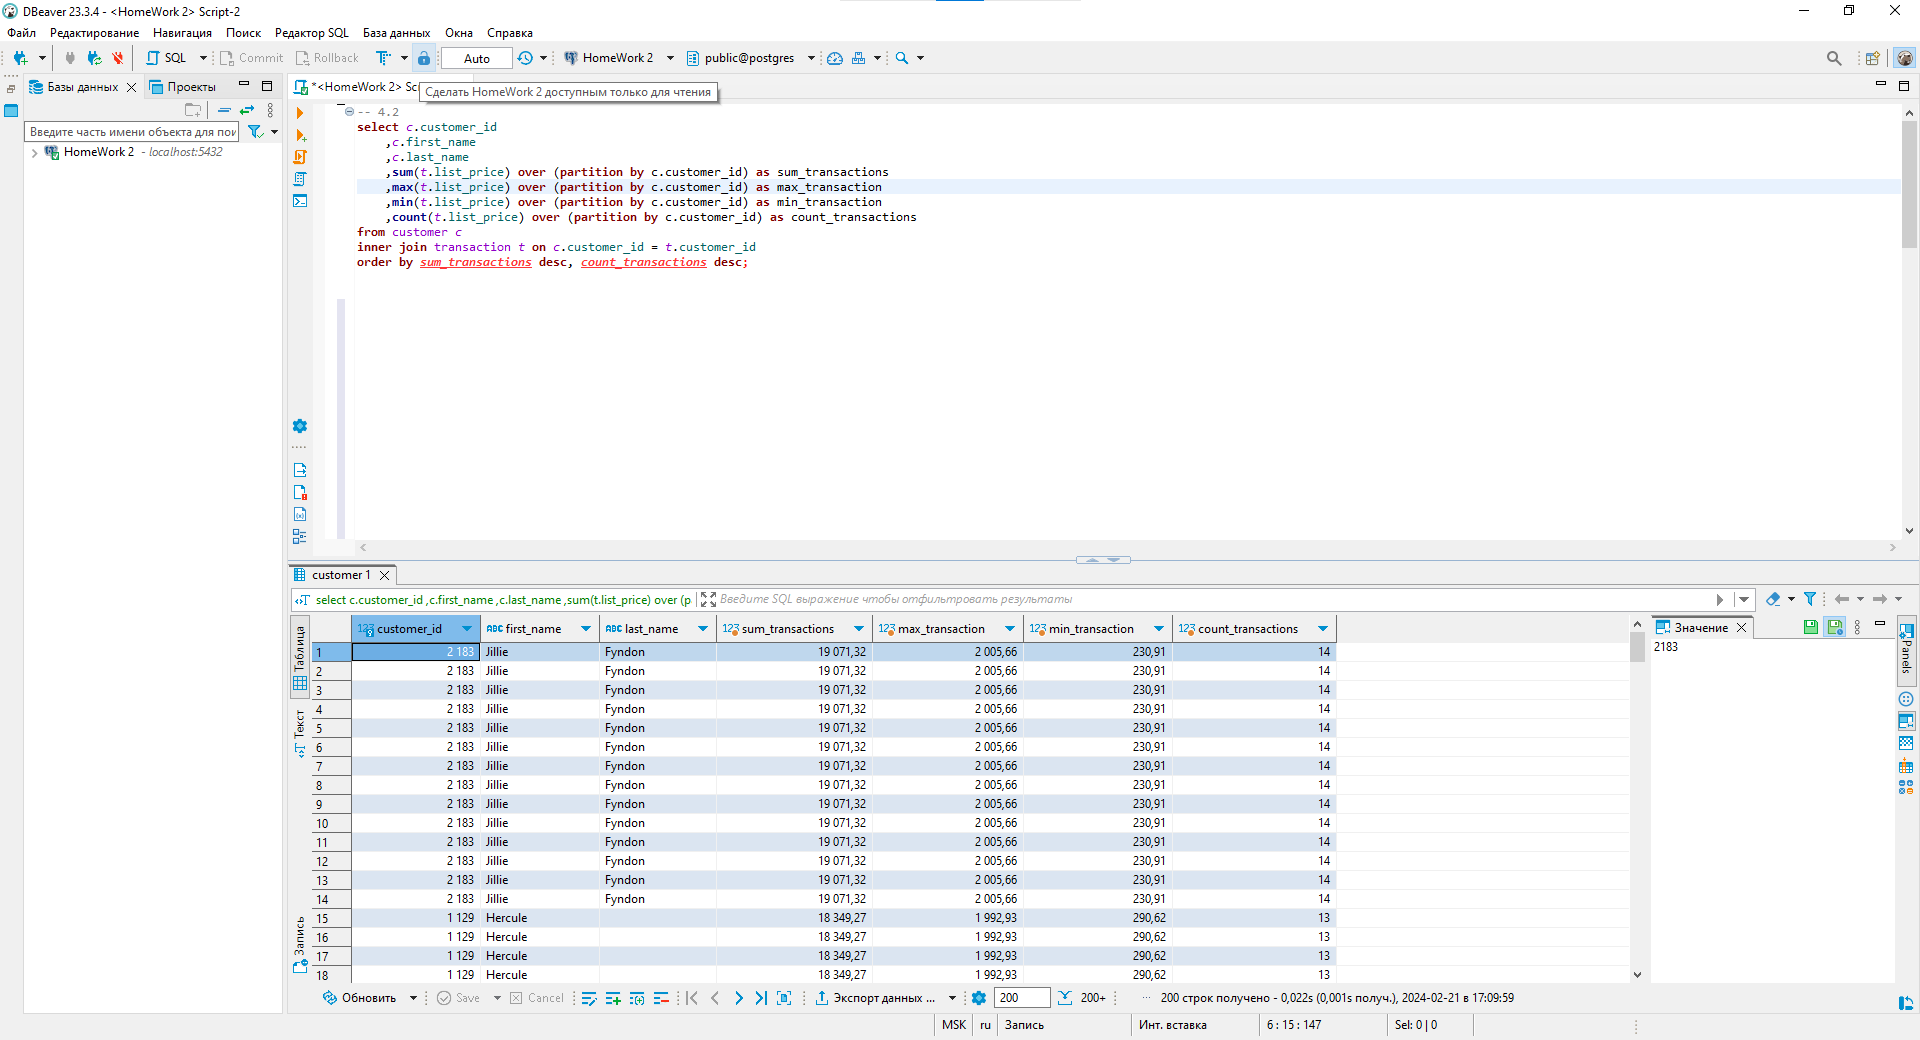 DBeaver 23.3.4 - <HomeWork 2> Script-2
Файл Редактирование Навигация Поиск Редактор SQL База данных Окна Справка
SQL Commit Rollback Auto HomeWork 2 public@postgres
Базы данных Проекты
*<HomeWork 2> Scr
Сделать HomeWork 2 доступным только для чтения
Введите часть имени объекта для пои
HomeWork 2 - localhost:5432
-- 4.2
select c.customer_id
,c.first_name
,c.last_name
,sum(t.list_price) over (partition by c.customer_id) as sum_transactions
,max(t.list_price) over (partition by c.customer_id) as max_transaction
,min(t.list_price) over (partition by c.customer_id) as min_transaction
,count(t.list_price) over (partition by c.customer_id) as count_transactions
from customer c
inner join transaction t on c.customer_id = t.customer_id
order by sum_transactions desc, count_transactions desc;
customer 1
select c.customer_id ,c.first_name ,c.last_name ,sum(t.list_price) over (p
Введите SQL выражение чтобы отфильтровать результаты
Таблица
Текст
Запись
123 customer_id ABC first_name ABC last_name 123 sum_transactions 123 max_transaction 123 min_transaction 123 count_transactions
1 2 183 Jillie Fyndon 19 071,32 2 005,66 230,91 14
2 2 183 Jillie Fyndon 19 071,32 2 005,66 230,91 14
3 2 183 Jillie Fyndon 19 071,32 2 005,66 230,91 14
4 2 183 Jillie Fyndon 19 071,32 2 005,66 230,91 14
5 2 183 Jillie Fyndon 19 071,32 2 005,66 230,91 14
6 2 183 Jillie Fyndon 19 071,32 2 005,66 230,91 14
7 2 183 Jillie Fyndon 19 071,32 2 005,66 230,91 14
8 2 183 Jillie Fyndon 19 071,32 2 005,66 230,91 14
9 2 183 Jillie Fyndon 19 071,32 2 005,66 230,91 14
10 2 183 Jillie Fyndon 19 071,32 2 005,66 230,91 14
11 2 183 Jillie Fyndon 19 071,32 2 005,66 230,91 14
12 2 183 Jillie Fyndon 19 071,32 2 005,66 230,91 14
13 2 183 Jillie Fyndon 19 071,32 2 005,66 230,91 14
14 2 183 Jillie Fyndon 19 071,32 2 005,66 230,91 14
15 1 129 Hercule 18 349,27 1 992,93 290,62 13
16 1 129 Hercule 18 349,27 1 992,93 290,62 13
17 1 129 Hercule 18 349,27 1 992,93 290,62 13
18 1 129 Hercule 18 349,27 1 992,93 290,62 13
Значение
2183
Panels
Обновить Save Cancel Экспорт данных ... 200 200+ ··· 200 строк получено - 0,022s (0,001s получ.), 2024-02-21 в 17:09:59
MSK ru Запись Инт. вставка 6 : 15 : 147 Sel: 0 | 0